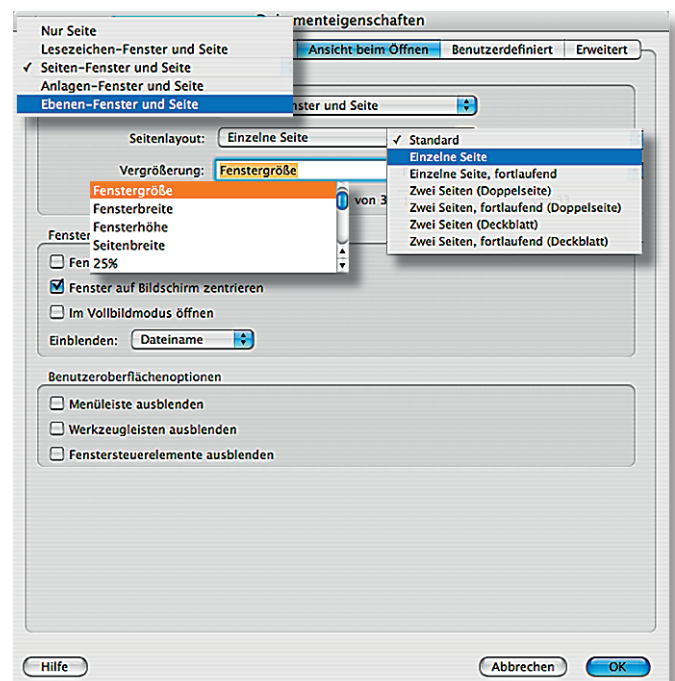 Nur Seite
Lesezeichen-Fenster und Seite
✓ Seiten-Fenster und Seite
Anlagen-Fenster und Seite
Ebenen-Fenster und Seite
Ansicht beim Öffnen
Benutzerdefiniert
Erweitert
und Seite
Seitenlayout: Einzelne Seite
✓ Standard
Einzelne Seite
Einzelne Seite, fortlaufend
Zwei Seiten (Doppelseite)
Zwei Seiten, fortlaufend (Doppelseite)
Zwei Seiten (Deckblatt)
Zwei Seiten, fortlaufend (Deckblatt)
Vergrößerung: Fenstergröße
Fenstergröße
Fensterbreite
Fensterhöhe
Seitenbreite
25%
von 3
Fenster auf Bildschirm zentrieren
Im Vollbildmodus öffnen
Einblenden: Dateiname
Benutzeroberflächenoptionen
Menüleiste ausblenden
Werkzeugleisten ausblenden
Fenstersteuerelemente ausblenden
Hilfe
Abbrechen
OK